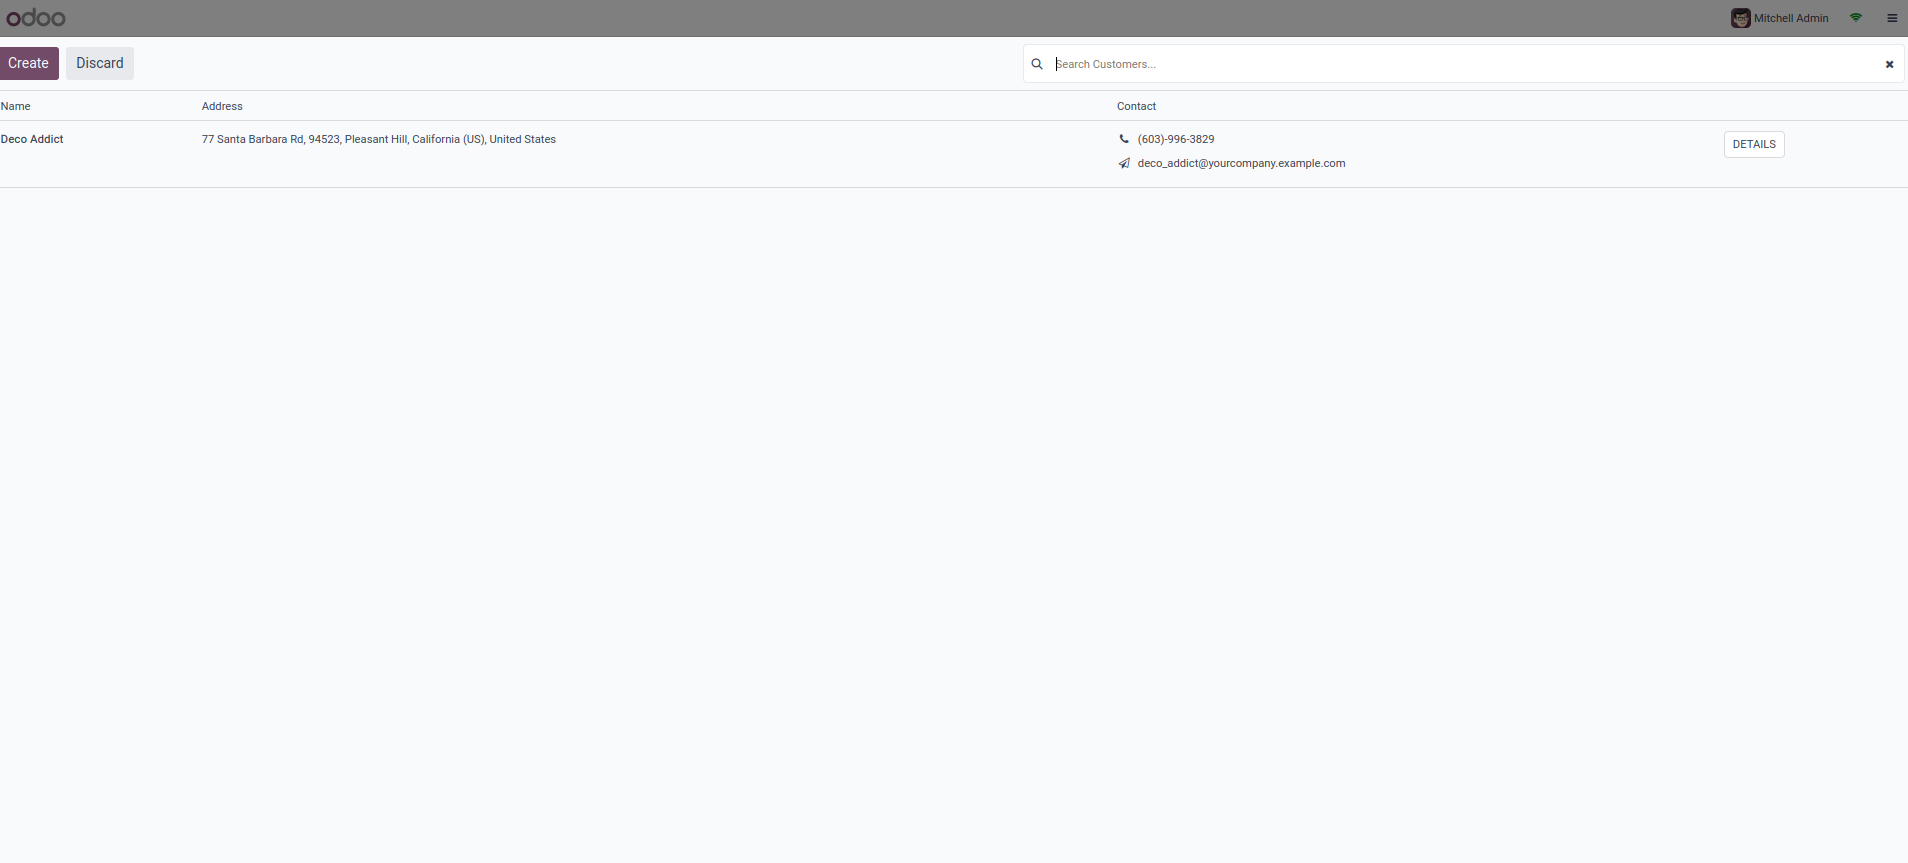 odoo
Mitchell Admin
Create Discard
Search Customers...
Name Address Contact
Deco Addict 77 Santa Barbara Rd, 94523, Pleasant Hill, California (US), United States (603)-996-3829 DETAILS
deco_addict@yourcompany.example.com